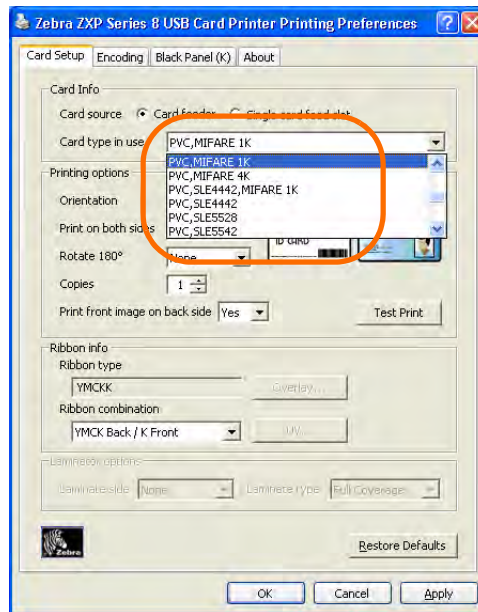 Zebra ZXP Series 8 USB Card Printer Printing Preferences
Card Setup Encoding Black Panel (K) About
Card Info
Card source Card feeder Single card feed slot
Card type in use PVC,MIFARE 1K
PVC,MIFARE 1K
Printing options PVC,MIFARE 4K
PVC,SLE4442,MIFARE 1K
Orientation PVC,SLE4442
PVC,SLE5528
Print on both sides PVC,SLE5542
ID CARD
Rotate 180° None
Copies 1
Print front image on back side Yes Test Print
Ribbon info
Ribbon type
YMCKK Overlay...
Ribbon combination
YMCK Back / K Front UV...
Laminator options
Laminate side None Laminate type Full Coverage
Zebra Restore Defaults
OK Cancel Apply